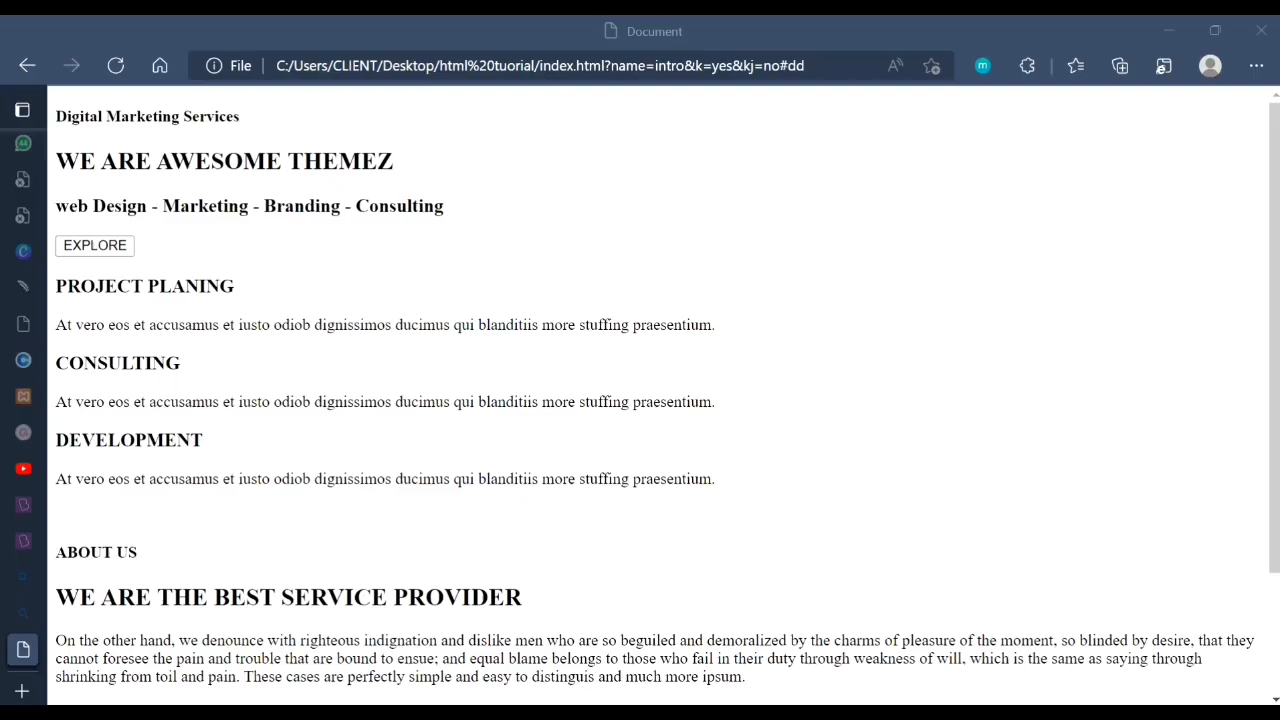 Document
File
C:/Users/CLIENT/Desktop/html%20tuorial/index.html?name=intro&k=yes&kj=no#dd
Digital Marketing Services
WE ARE AWESOME THEMEZ
web Design - Marketing - Branding - Consulting
EXPLORE
PROJECT PLANING
At vero eos et accusamus et iusto odiob dignissimos ducimus qui blanditiis more stuffing praesentium.
CONSULTING
At vero eos et accusamus et iusto odiob dignissimos ducimus qui blanditiis more stuffing praesentium.
DEVELOPMENT
At vero eos et accusamus et iusto odiob dignissimos ducimus qui blanditiis more stuffing praesentium.
ABOUT US
WE ARE THE BEST SERVICE PROVIDER
On the other hand, we denounce with righteous indignation and dislike men who are so beguiled and demoralized by the charms of pleasure of the moment, so blinded by desire, that they
cannot foresee the pain and trouble that are bound to ensue; and equal blame belongs to those who fail in their duty through weakness of will, which is the same as saying through
shrinking from toil and pain. These cases are perfectly simple and easy to distinguis and much more ipsum.